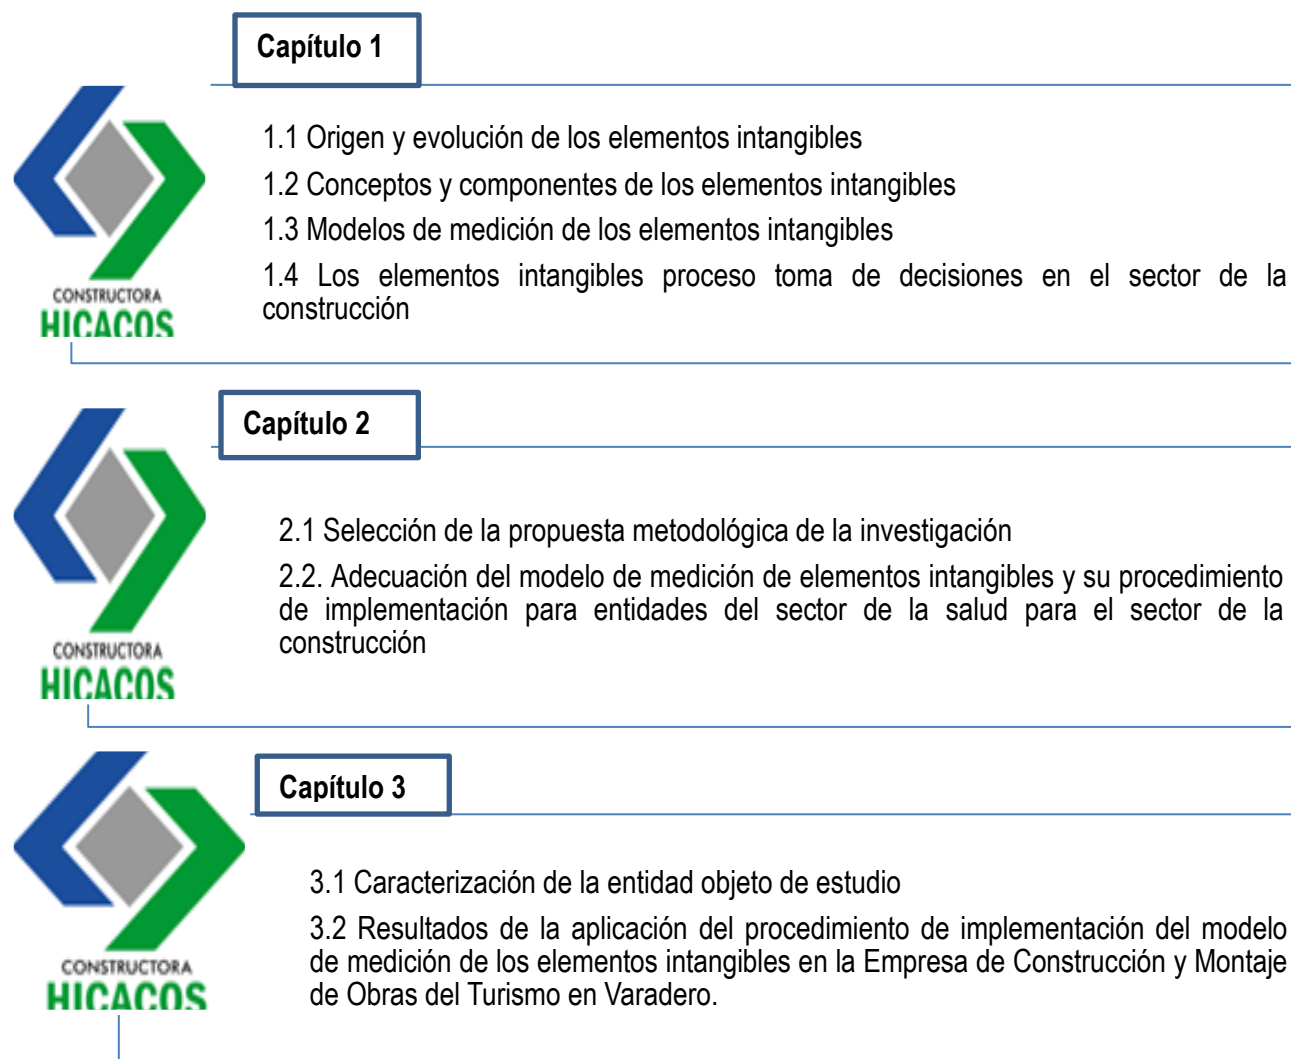 Capítulo 1
1.1 Origen y evolución de los elementos intangibles
1.2 Conceptos y componentes de los elementos intangibles
1.3 Modelos de medición de los elementos intangibles
1.4 Los elementos intangibles proceso toma de decisiones en el sector de la
construcción
CONSTRUCTORA
HICACOS
Capítulo 2
2.1 Selección de la propuesta metodológica de la investigación
2.2. Adecuación del modelo de medición de elementos intangibles y su procedimiento
de implementación para entidades del sector de la salud para el sector de la
construcción
CONSTRUCTORA
HICACOS
Capítulo 3
3.1 Caracterización de la entidad objeto de estudio
3.2 Resultados de la aplicación del procedimiento de implementación del modelo
de medición de los elementos intangibles en la Empresa de Construcción y Montaje
de Obras del Turismo en Varadero.
CONSTRUCTORA
HICACOS